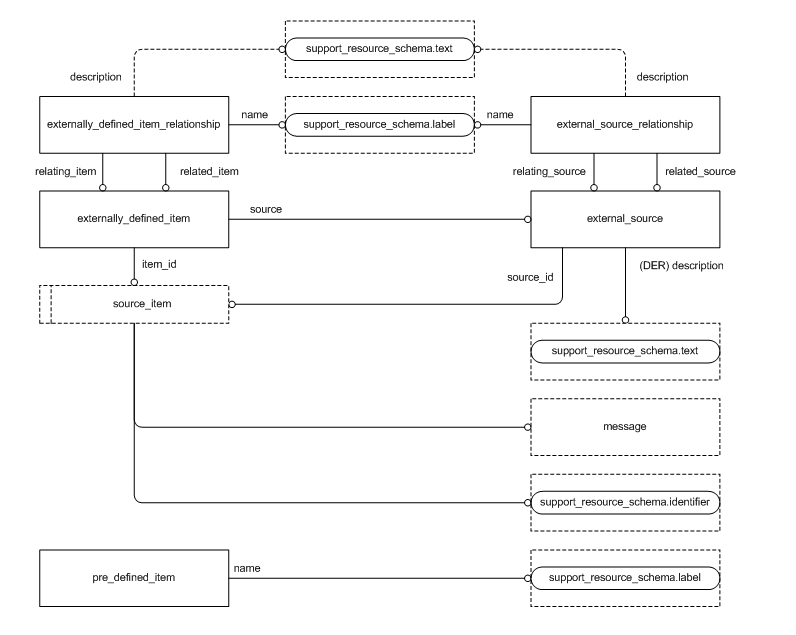 support_resource_schema.text
description
description
externally_defined_item_relationship
name
support_resource_schema.label
name
external_source_relationship
relating_item
related_item
relating_source
related_source
externally_defined_item
source
external_source
item_id
source_id
(DER) description
source_item
support_resource_schema.text
message
support_resource_schema.identifier
pre_defined_item
name
support_resource_schema.label